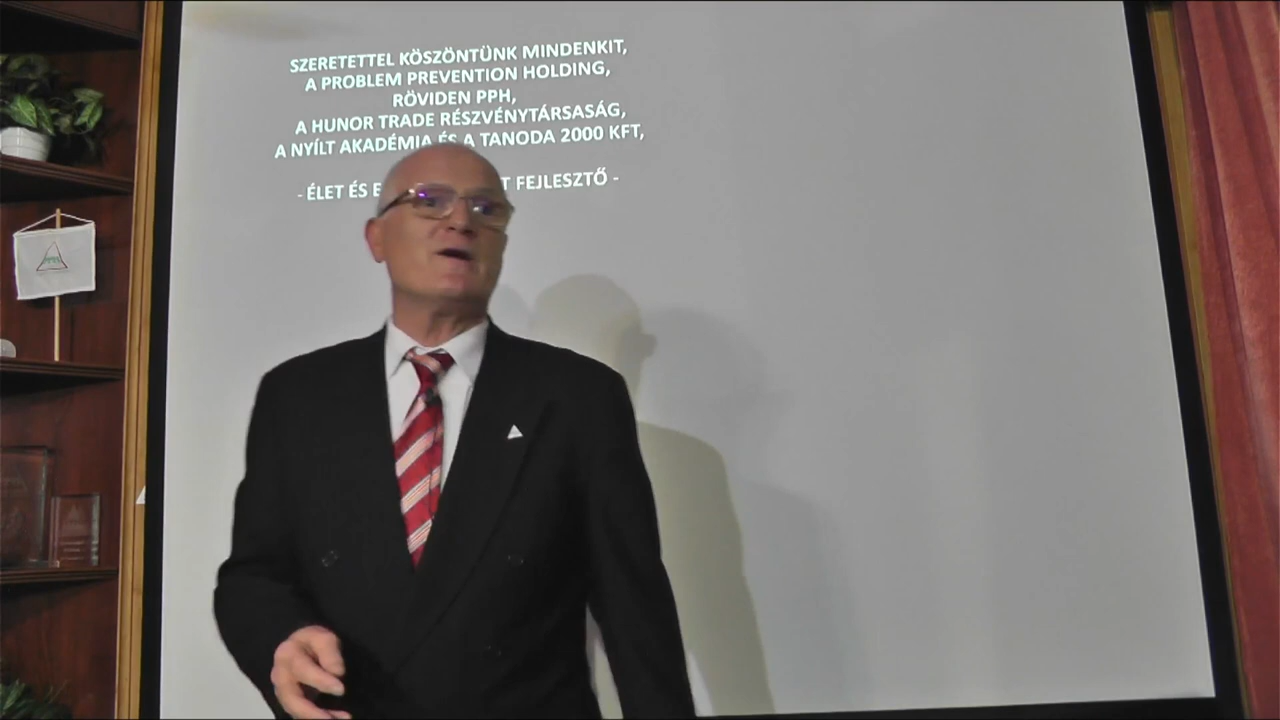 SZERETETTEL KÖSZÖNTÜNK MINDENKIT,
A PROBLEM PREVENTION HOLDING,
RÖVIDEN PPH,
A HUNOR TRADE RÉSZVÉNYTÁRSASÁG,
A NYÍLT AKADÉMIA ÉS A TANODA 2000 KFT,
- ÉLET ÉS FEJLESZTŐ -